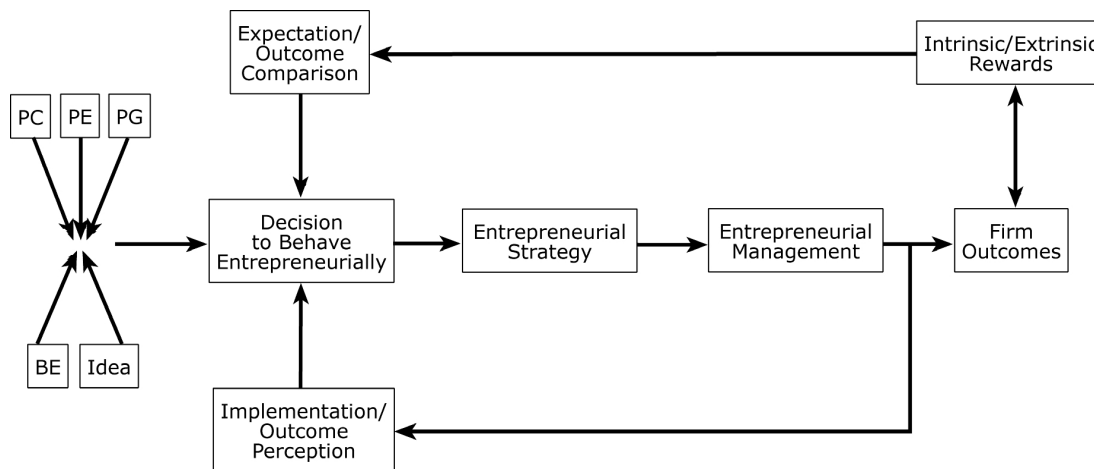 Expectation/
Outcome
Comparison
Intrinsic/Extrinsic
Rewards
PC
PE
PG
Decision
to Behave
Entrepreneurially
Entrepreneurial
Strategy
Entrepreneurial
Management
Firm
Outcomes
BE
Idea
Implementation/
Outcome
Perception